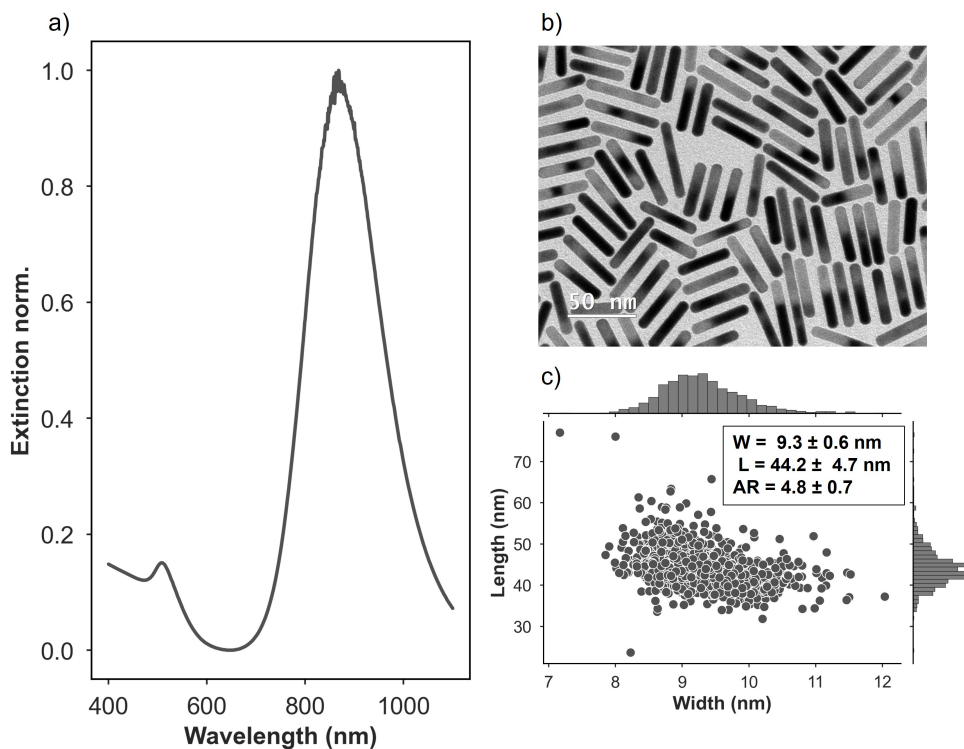 a)
1.0
0.8
0.6
0.4
0.2
0.0
Extinction norm.
400 600 800 1000
Wavelength (nm)
b)
50 nm
c)
W = 9.3 ± 0.6 nm
L = 44.2 ± 4.7 nm
AR = 4.8 ± 0.7
70
60
50
40
30
Length (nm)
7 8 9 10 11 12
Width (nm)